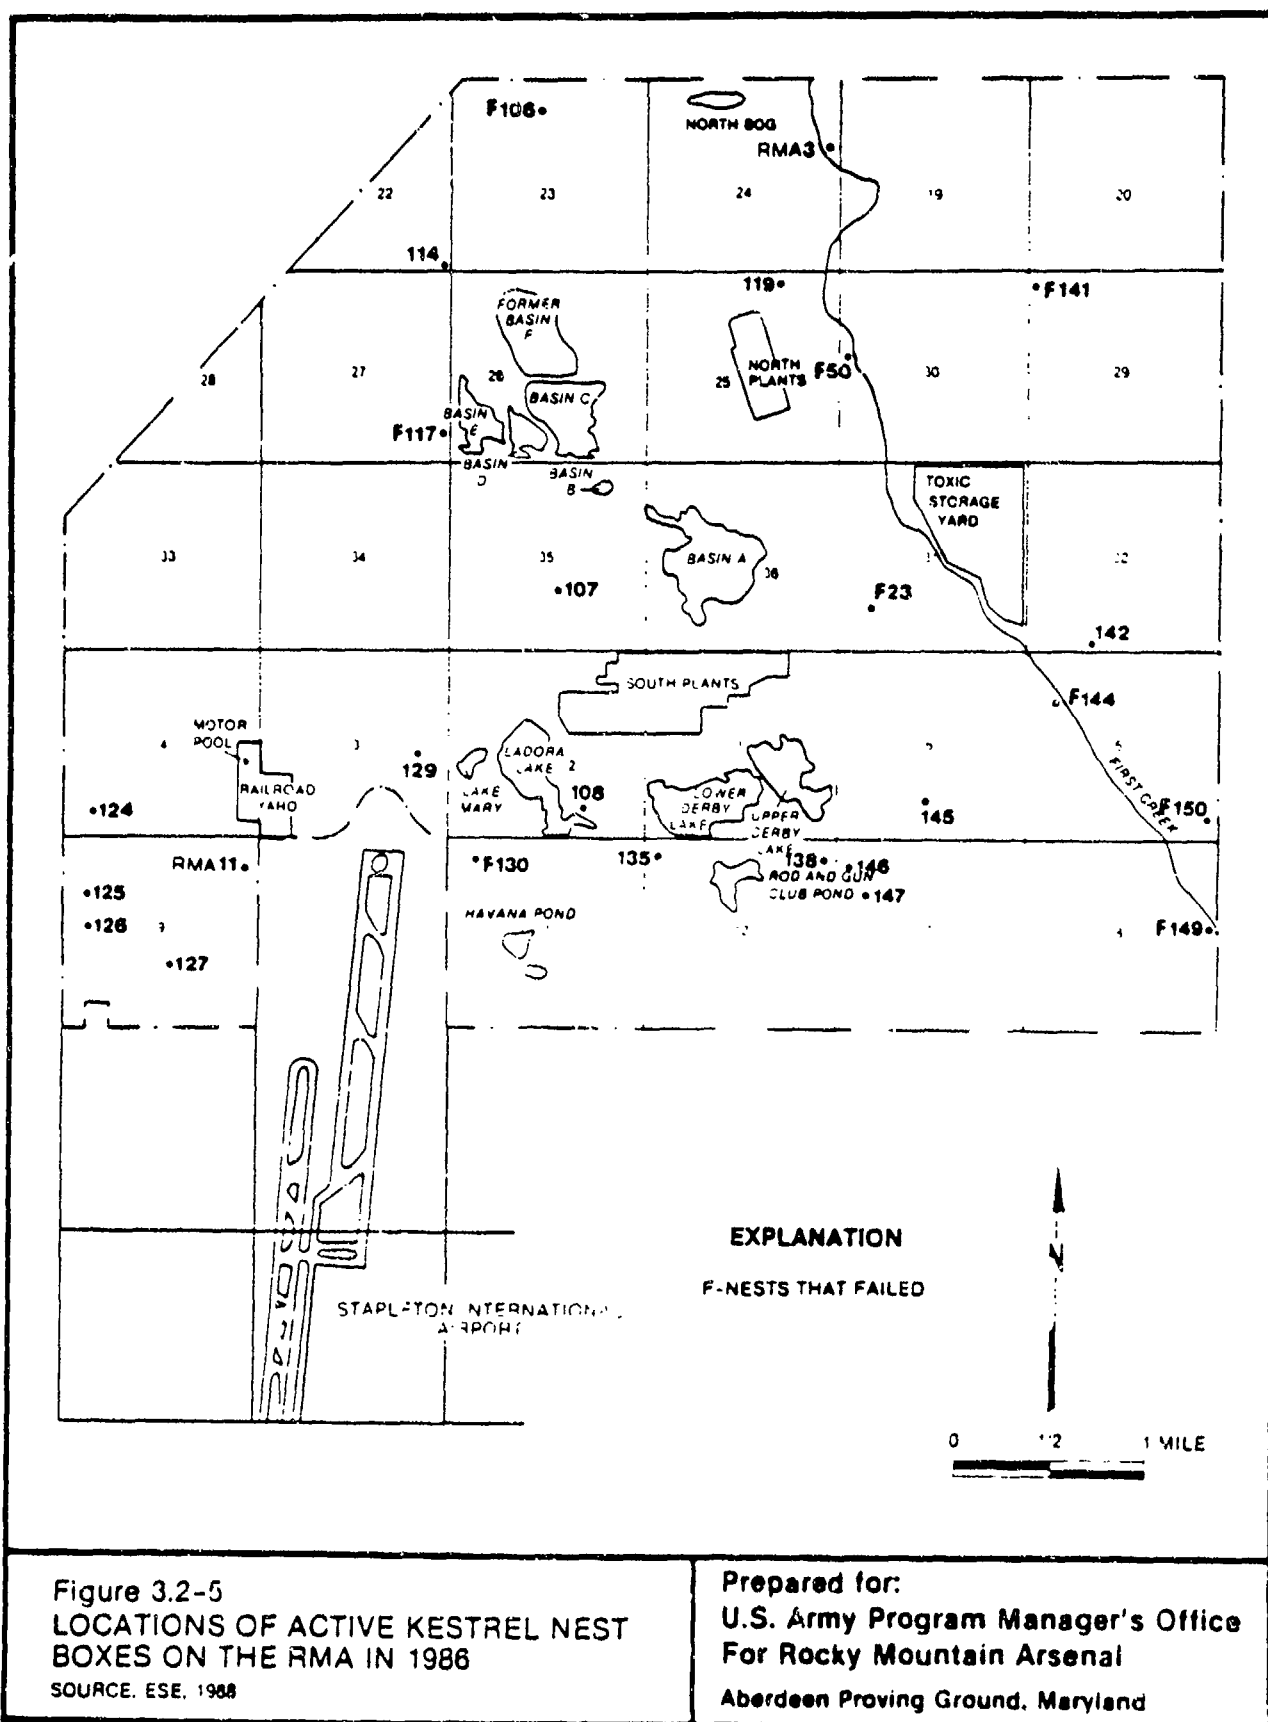 F106
NORTH BOG
RMA3
22
23
24
19
20
114
119
F141
FORMER
BASIN
F
NORTH
PLANTS
F50
28
27
26
25
30
29
BASIN C
BASIN
E
F117
BASIN
D
BASIN
B
TOXIC
STORAGE
YARD
33
34
35
BASIN A
36
32
107
F23
142
SOUTH PLANTS
F144
MOTOR
POOL
4
3
129
LADORA
LAKE 2
LAKE
MARY
RAILROAD
YARD
108
LOWER
DERBY
LAKE
UPPER
DERBY
LAKE
FIRST CREEK
124
145
F150
RMA11
F130
135
138
146
ROD AND GUN
CLUB POND
147
125
126
127
HAVANA POND
F149
EXPLANATION
F-NESTS THAT FAILED
N
STAPLETON INTERNATIONAL
AIRPORT
0 1/2 1 MILE
Figure 3.2-5
LOCATIONS OF ACTIVE KESTREL NEST
BOXES ON THE RMA IN 1986
SOURCE. ESE, 1988
Prepared for:
U.S. Army Program Manager's Office
For Rocky Mountain Arsenal
Aberdeen Proving Ground, Maryland